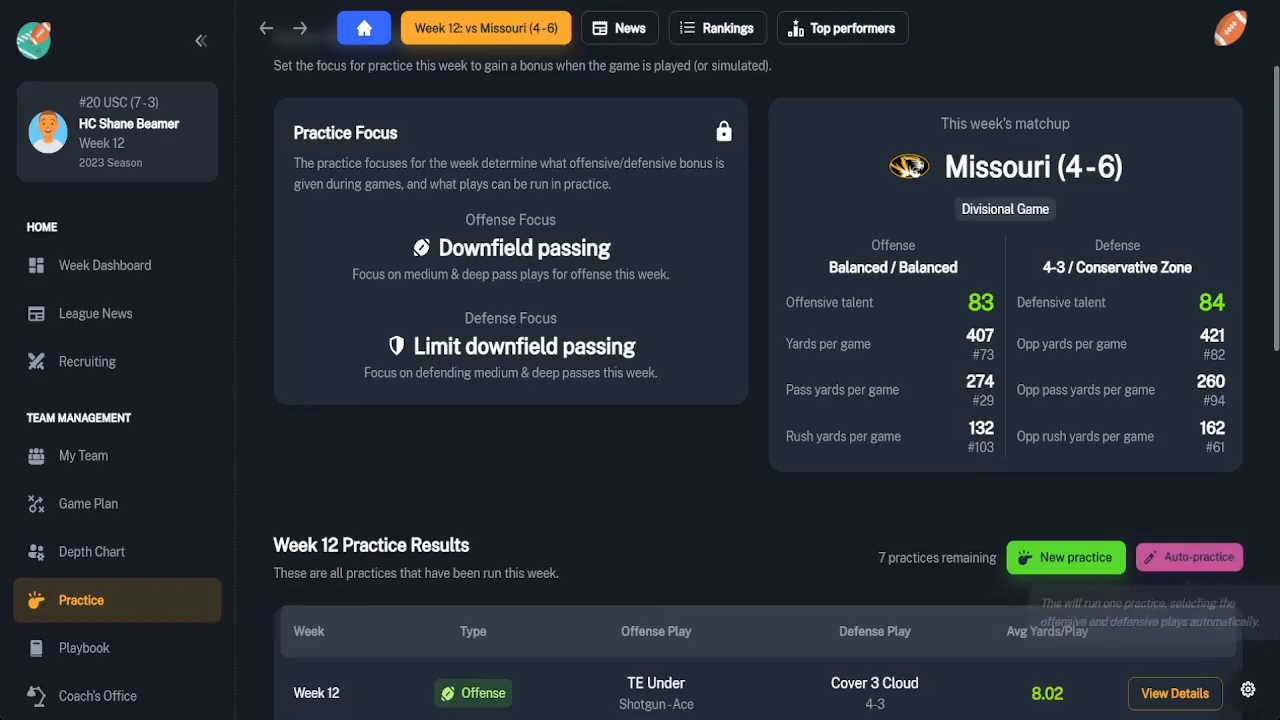 Week 12: vs Missouri (4-6)
News
Rankings
Top performers
#20 USC (7-3)
HC Shane Beamer
Week 12
2023 Season
HOME
Week Dashboard
League News
Recruiting
TEAM MANAGEMENT
My Team
Game Plan
Depth Chart
Practice
Playbook
Coach's Office
Set the focus for practice this week to gain a bonus when the game is played (or simulated).
Practice Focus
The practice focuses for the week determine what offensive/defensive bonus is
given during games, and what plays can be run in practice.
Offense Focus
Downfield passing
Focus on medium & deep pass plays for offense this week.
Defense Focus
Limit downfield passing
Focus on defending medium & deep passes this week.
This week's matchup
Missouri (4-6)
Divisional Game
Offense
Balanced / Balanced
Offensive talent 83
Yards per game 407
#73
Pass yards per game 274
#29
Rush yards per game 132
#103
Defense
4-3 / Conservative Zone
Defensive talent 84
Opp yards per game 421
#82
Opp pass yards per game 260
#94
Opp rush yards per game 162
#61
Week 12 Practice Results
These are all practices that have been run this week.
7 practices remaining
New practice
Auto-practice
This will run one practice, selecting the
offensive and defensive plays automatically.
Week Type Offense Play Defense Play Avg Yards/Play
Week 12 Offense TE Under Cover 3 Cloud 8.02 View Details
Shotgun - Ace 4-3